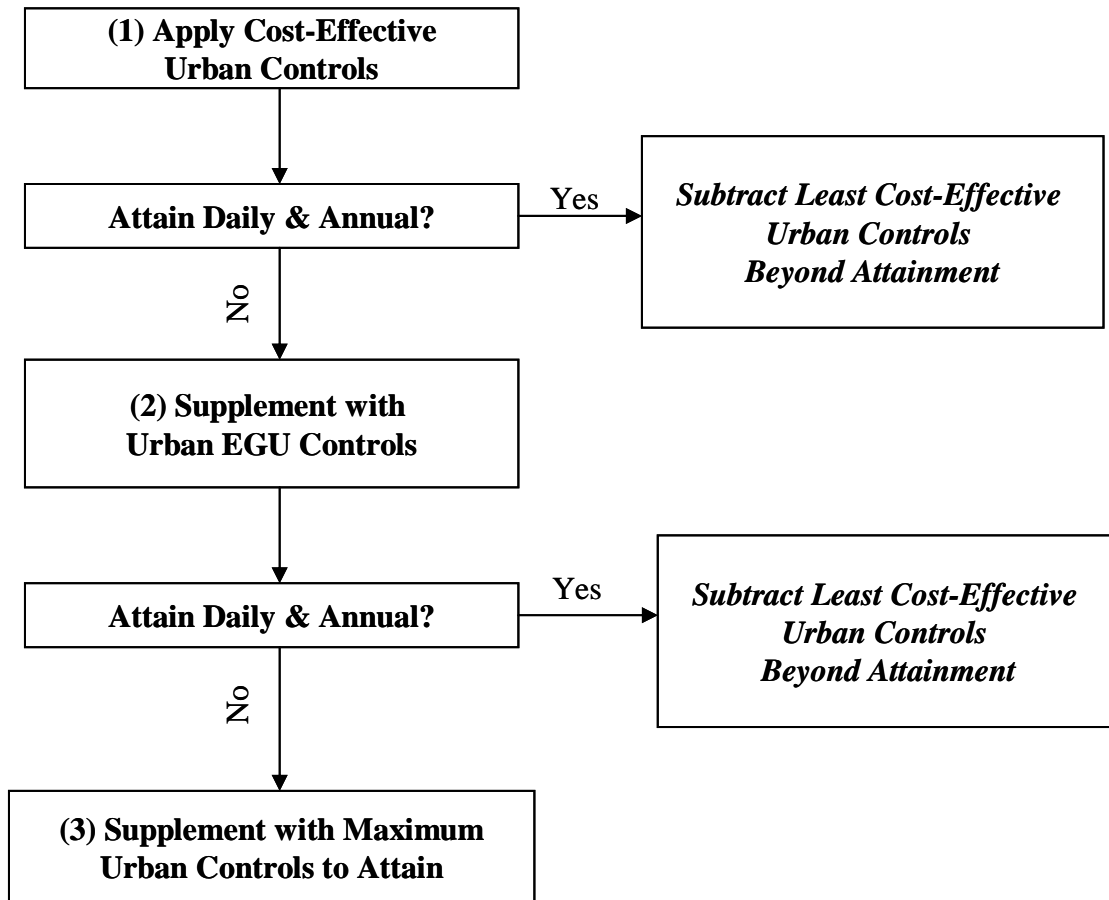 (1) Apply Cost-Effective
Urban Controls
Attain Daily & Annual?
Yes
Subtract Least Cost-Effective
Urban Controls
Beyond Attainment
No
(2) Supplement with
Urban EGU Controls
Attain Daily & Annual?
Yes
Subtract Least Cost-Effective
Urban Controls
Beyond Attainment
No
(3) Supplement with Maximum
Urban Controls to Attain